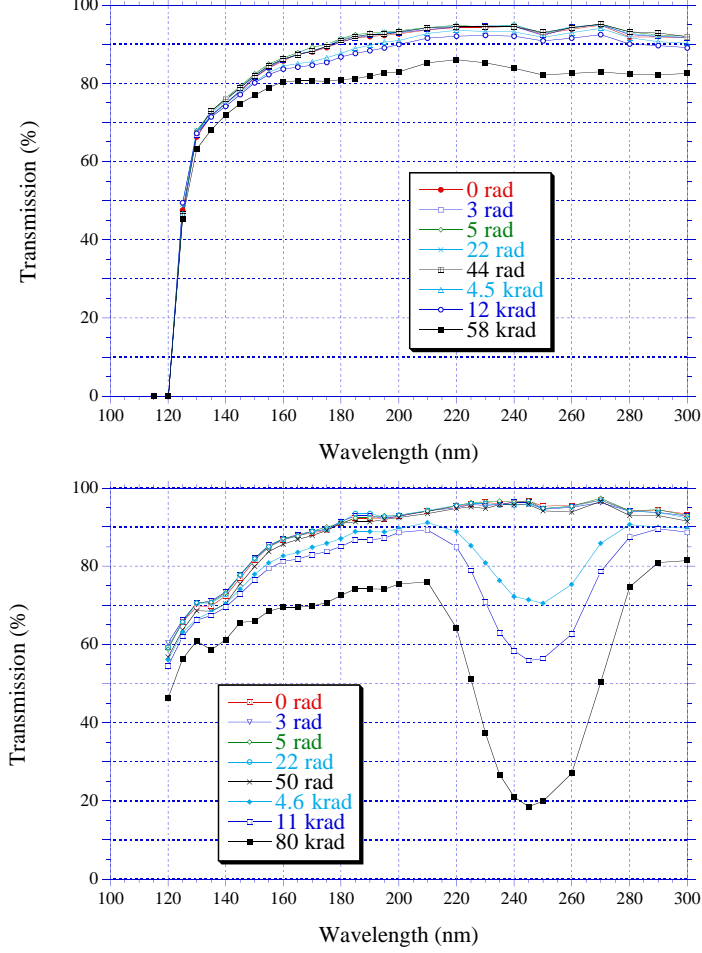 100
80
60
40
20
0
Transmission (%)
0 rad
3 rad
5 rad
22 rad
44 rad
4.5 krad
12 krad
58 krad
100 120 140 160 180 200 220 240 260 280 300
Wavelength (nm)
100
80
60
40
20
0
Transmission (%)
0 rad
3 rad
5 rad
22 rad
50 rad
4.6 krad
11 krad
80 krad
100 120 140 160 180 200 220 240 260 280 300
Wavelength (nm)